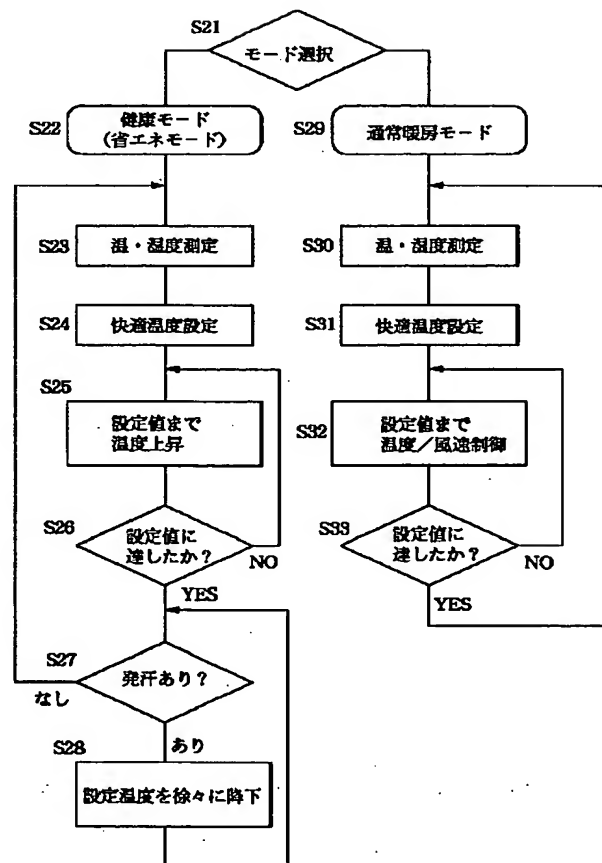 S21
モード選択
S22
健康モード
(省エネモード)
S23
温・湿度測定
S24
快適温度設定
S25
設定値まで
温度上昇
S26
設定値に
達したか?
NO
YES
S27
発汗あり?
なし
あり
S28
設定温度を徐々に降下
S29
通常暖房モード
S30
温・湿度測定
S31
快適温度設定
S32
設定値まで
温度/風速制御
S33
設定値に
達したか?
NO
YES